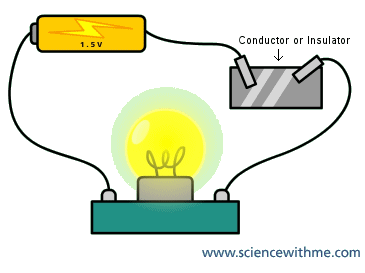 Conductor or Insulator
1.5V
www.sciencewithme.com